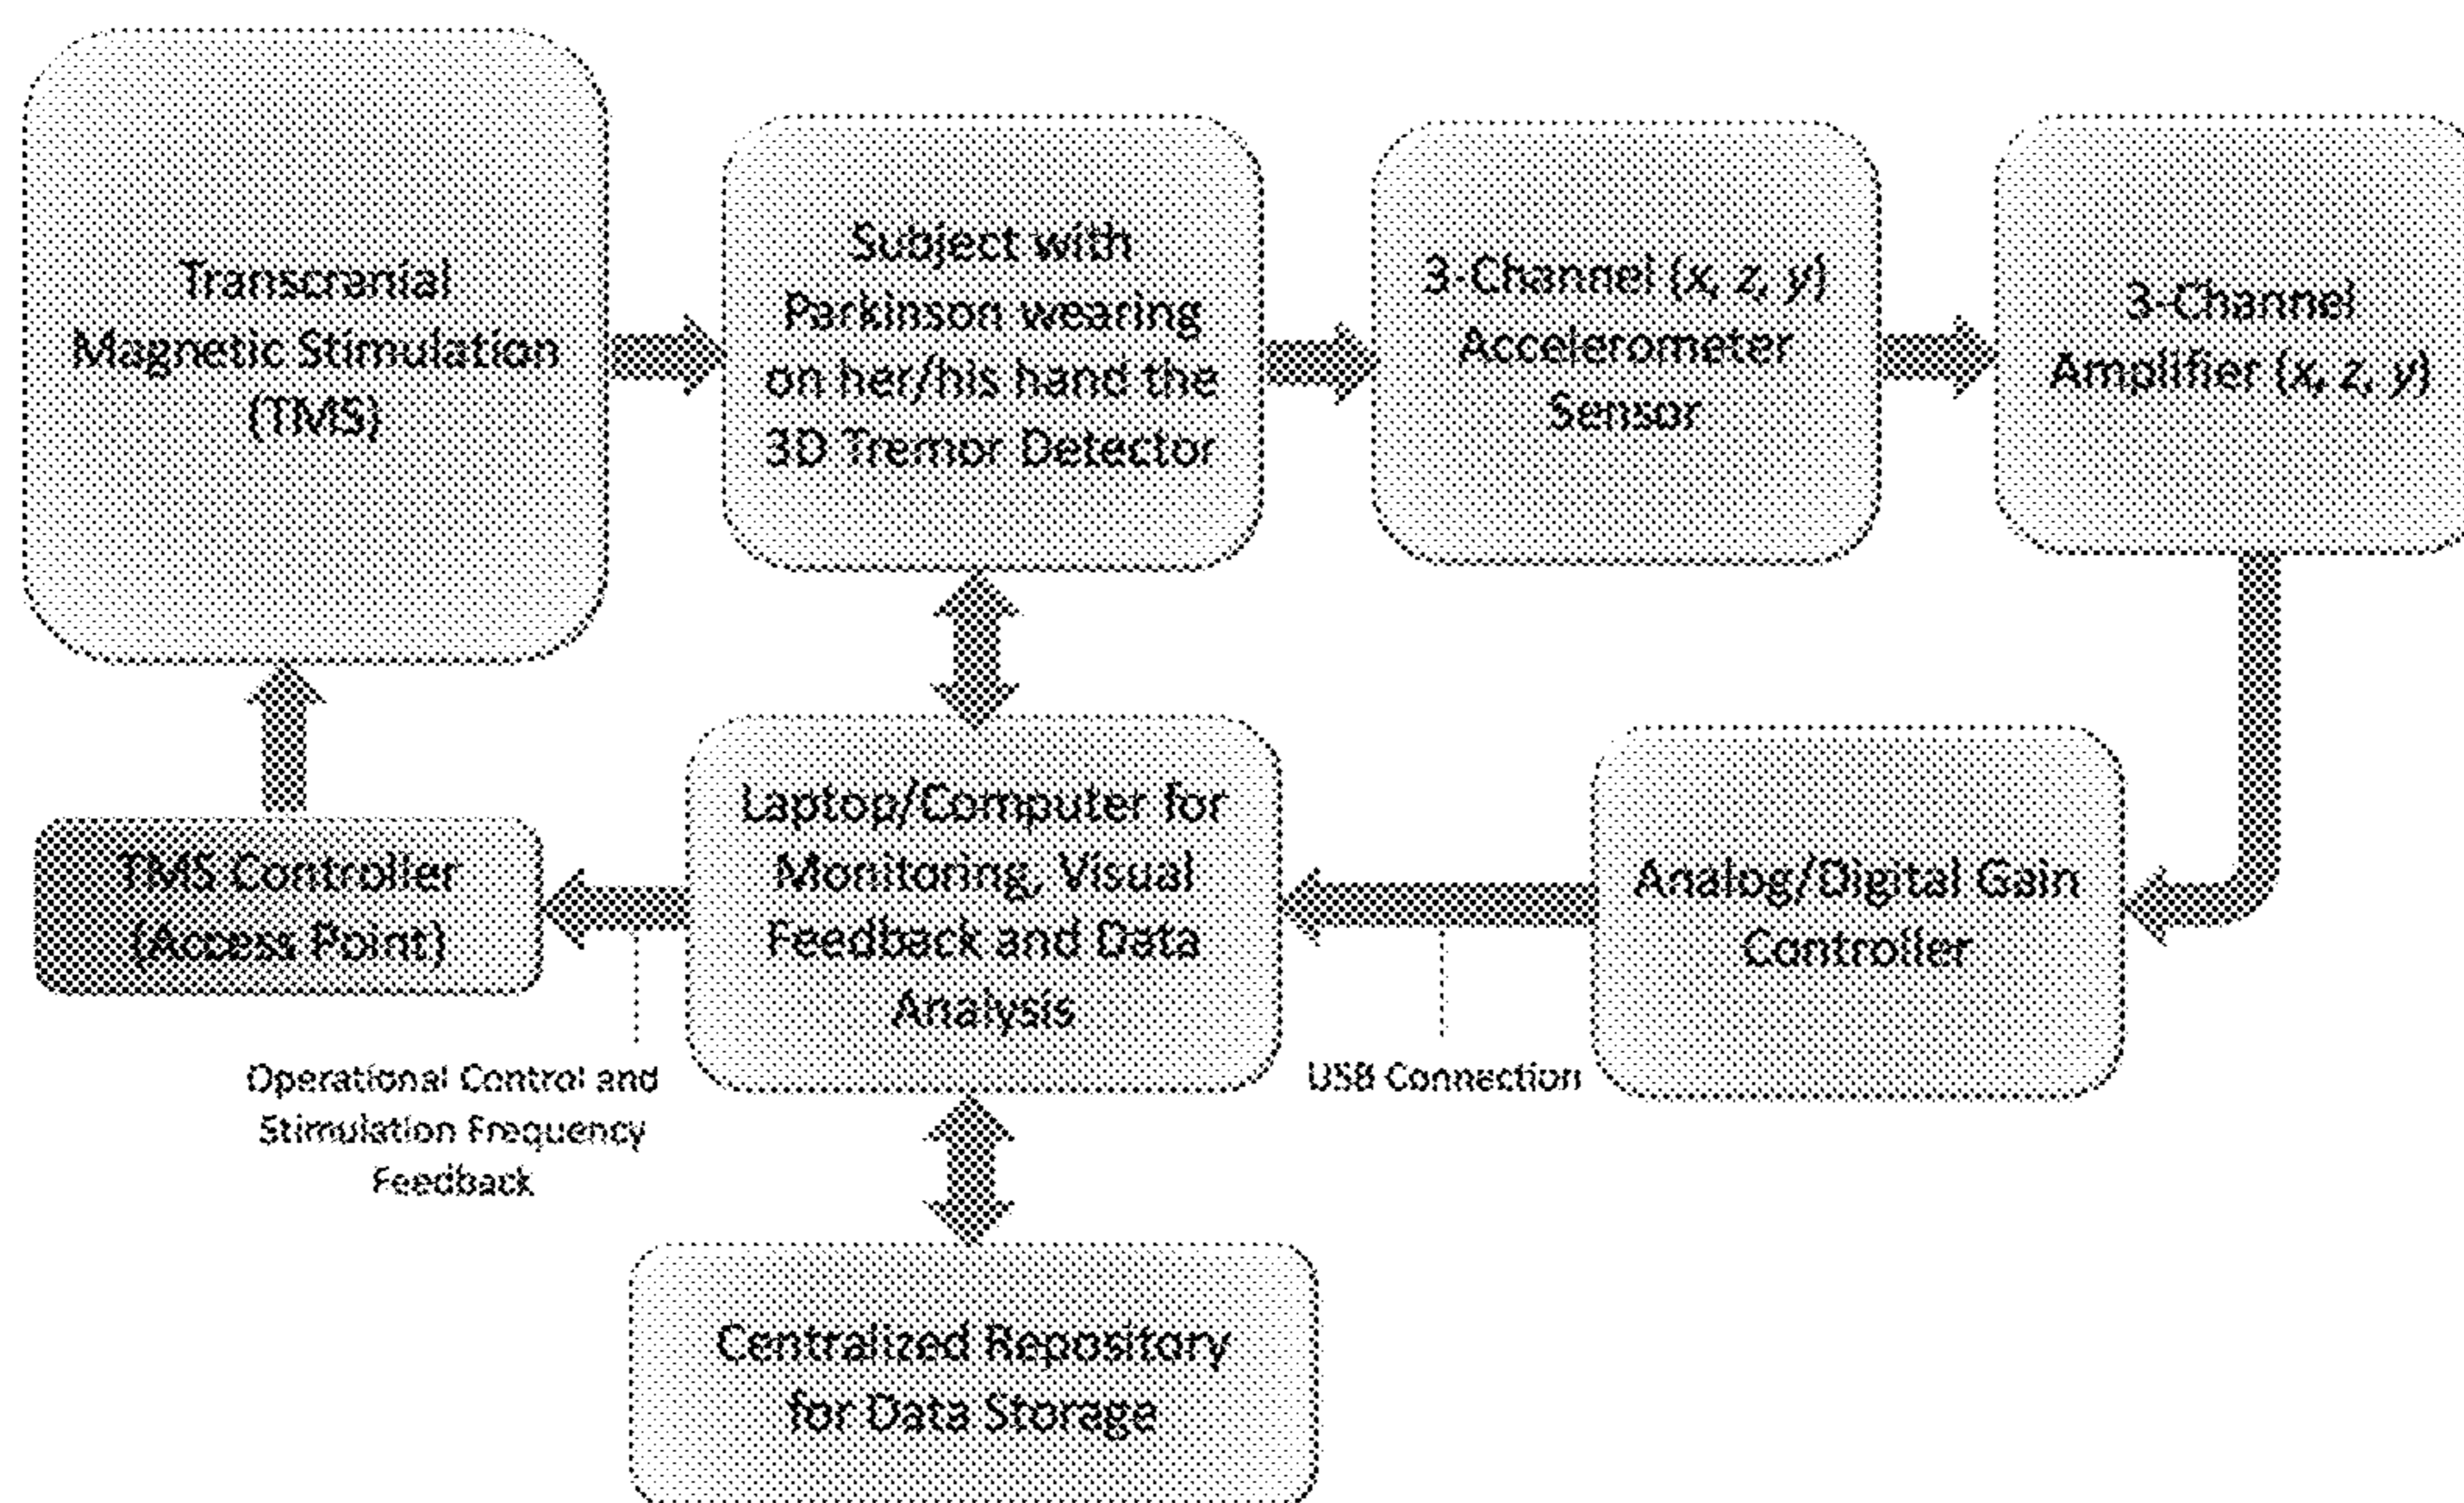 Transcranial
Magnetic Stimulation
(TMS)
Subject with
Parkinson wearing
on her/his hand the
3D Tremor Detector
3-Channel (x, z, y)
Accelerometer
Sensor
3-Channel
Amplifier (x, z, y)
TMS Controller
(Access Point)
Laptop/Computer for
Monitoring, Visual
Feedback and Data
Analysis
Analog/Digital Gain
Controller
Operational Control and
Stimulation Frequency
Feedback
USB Connection
Centralized Repository
for Data Storage